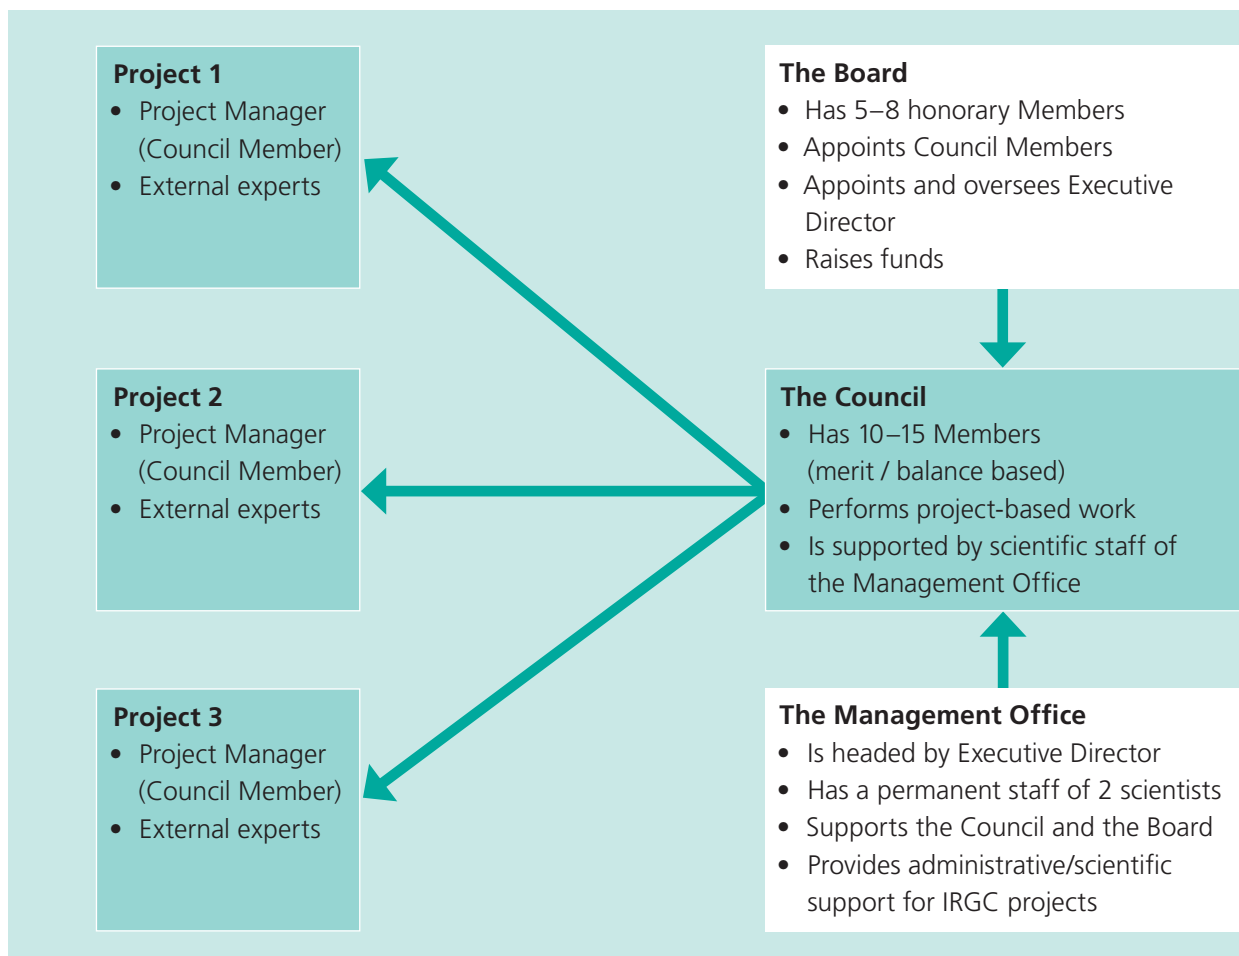 Project 1
• Project Manager
(Council Member)
• External experts
The Board
• Has 5–8 honorary Members
• Appoints Council Members
• Appoints and oversees Executive
Director
• Raises funds
Project 2
• Project Manager
(Council Member)
• External experts
The Council
• Has 10–15 Members
(merit / balance based)
• Performs project-based work
• Is supported by scientific staff of
the Management Office
Project 3
• Project Manager
(Council Member)
• External experts
The Management Office
• Is headed by Executive Director
• Has a permanent staff of 2 scientists
• Supports the Council and the Board
• Provides administrative/scientific
support for IRGC projects